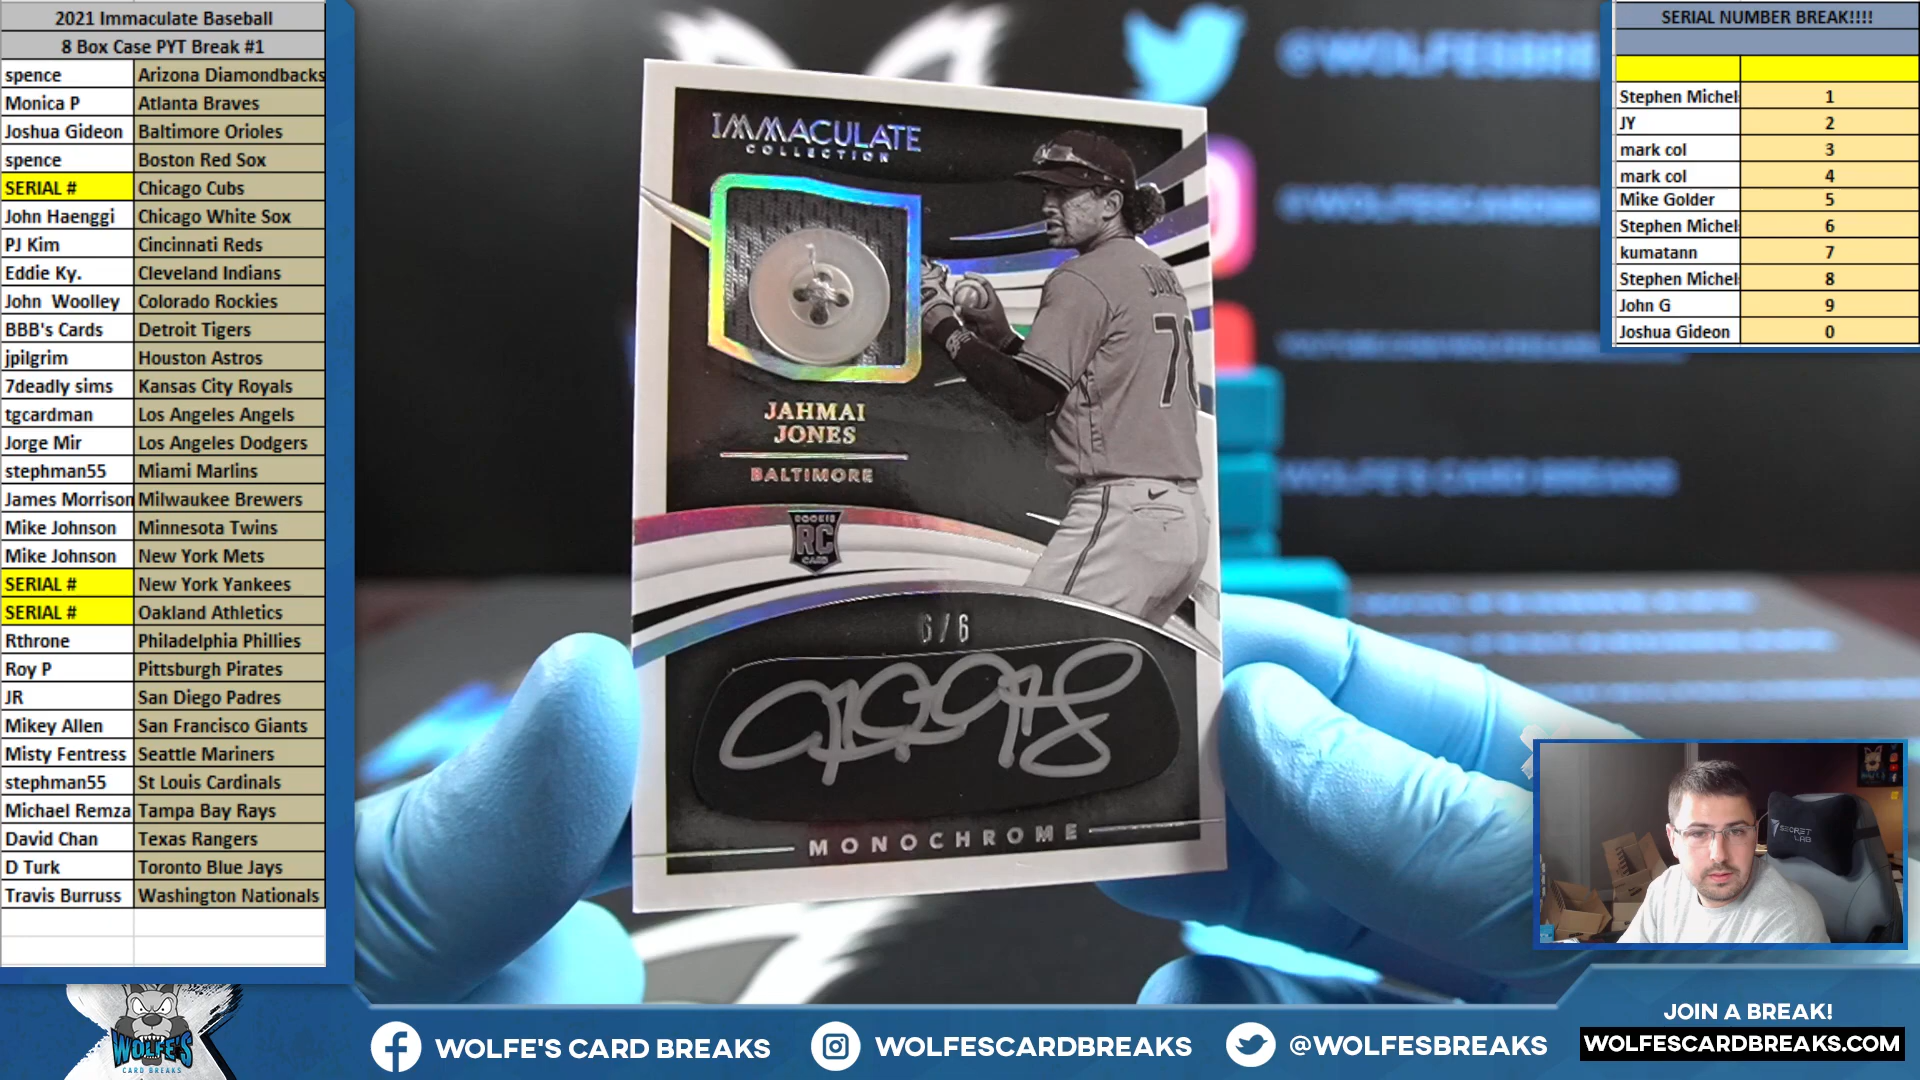 2021 Immaculate Baseball
8 Box Case PYT Break #1
spence Arizona Diamondbacks
Monica P Atlanta Braves
Joshua Gideon Baltimore Orioles
spence Boston Red Sox
SERIAL # Chicago Cubs
John Haenggi Chicago White Sox
PJ Kim Cincinnati Reds
Eddie Ky. Cleveland Indians
John Woolley Colorado Rockies
BBB's Cards Detroit Tigers
jpilgrim Houston Astros
7deadly sims Kansas City Royals
tgcardman Los Angeles Angels
Jorge Mir Los Angeles Dodgers
stephman55 Miami Marlins
James Morrison Milwaukee Brewers
Mike Johnson Minnesota Twins
Mike Johnson New York Mets
SERIAL # New York Yankees
SERIAL # Oakland Athletics
Rthrone Philadelphia Phillies
Roy P Pittsburgh Pirates
JR San Diego Padres
Mikey Allen San Francisco Giants
Misty Fentress Seattle Mariners
stephman55 St Louis Cardinals
Michael Remza Tampa Bay Rays
David Chan Texas Rangers
D Turk Toronto Blue Jays
Travis Burruss Washington Nationals
IMMACULATE
COLLECTION
JAHMAI
JONES
BALTIMORE
ROOKIE
RC
CARD
6/6
MONOCHROME
@WOLFESBRE
WOLFE'S CARD BREAKS
SERIAL NUMBER BREAK!!!!
Stephen Michel 1
JY 2
mark col 3
mark col 4
Mike Golder 5
Stephen Michel 6
kumatann 7
Stephen Michel 8
John G 9
Joshua Gideon 0
SECRET
LAB
WOLFE'S
CARD BREAKS
WOLFE'S CARD BREAKS
WOLFESCARDBREAKS
@WOLFESBREAKS
JOIN A BREAK!
WOLFESCARDBREAKS.COM